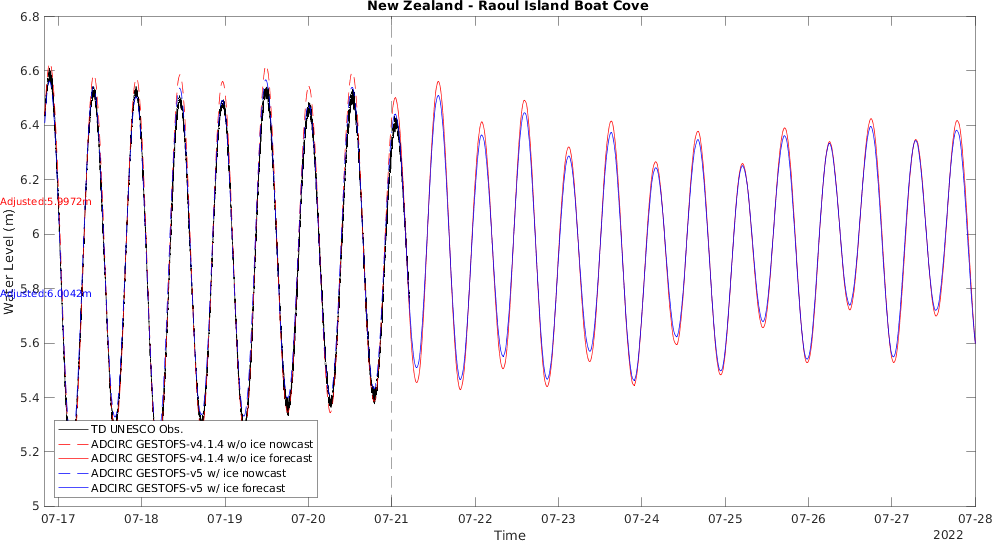 New Zealand - Raoul Island Boat Cove
6.8
6.6
6.4
6.2
Adjusted:5.9972m
6
Water Level (m)
5.8
Adjusted:6.0042m
5.6
5.4
5.2
5
TD UNESCO Obs.
ADCIRC GESTOFS-v4.1.4 w/o ice nowcast
ADCIRC GESTOFS-v4.1.4 w/o ice forecast
ADCIRC GESTOFS-v5 w/ ice nowcast
ADCIRC GESTOFS-v5 w/ ice forecast
07-17 07-18 07-19 07-20 07-21 07-22 07-23 07-24 07-25 07-26 07-27 07-28
Time
2022